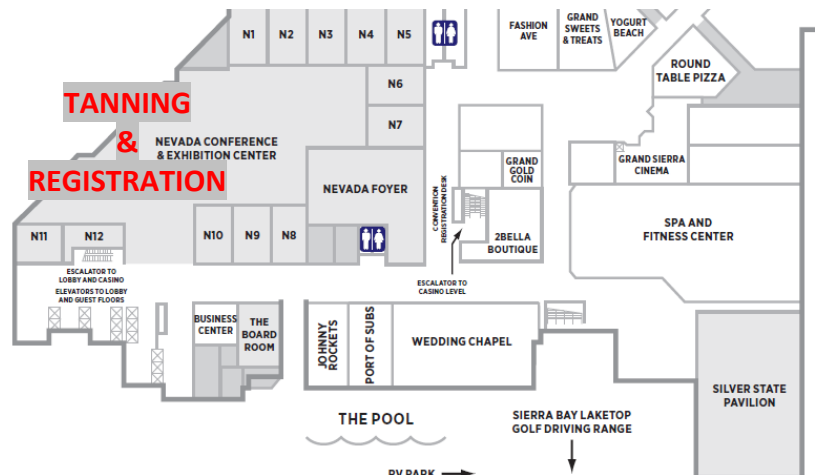 FASHION
AVE
GRAND
SWEETS
& TREATS
YOGURT
BEACH
N1
N2
N3
N4
N5
ROUND
TABLE PIZZA
N6
TANNING
&
REGISTRATION
N7
NEVADA CONFERENCE
& EXHIBITION CENTER
NEVADA FOYER
GRAND
GOLD
COIN
GRAND SIERRA
CINEMA
CONVENTION
REGISTRATION DESK
2BELLA
BOUTIQUE
SPA AND
FITNESS CENTER
N11
N12
N10
N9
N8
ESCALATOR TO
LOBBY AND CASINO
ELEVATORS TO LOBBY
AND GUEST FLOORS
ESCALATOR TO
CASINO LEVEL
BUSINESS
CENTER
THE
BOARD
ROOM
JOHNNY
ROCKETS
PORT OF SUBS
WEDDING CHAPEL
SILVER STATE
PAVILION
THE POOL
SIERRA BAY LAKETOP
GOLF DRIVING RANGE
RV PARK